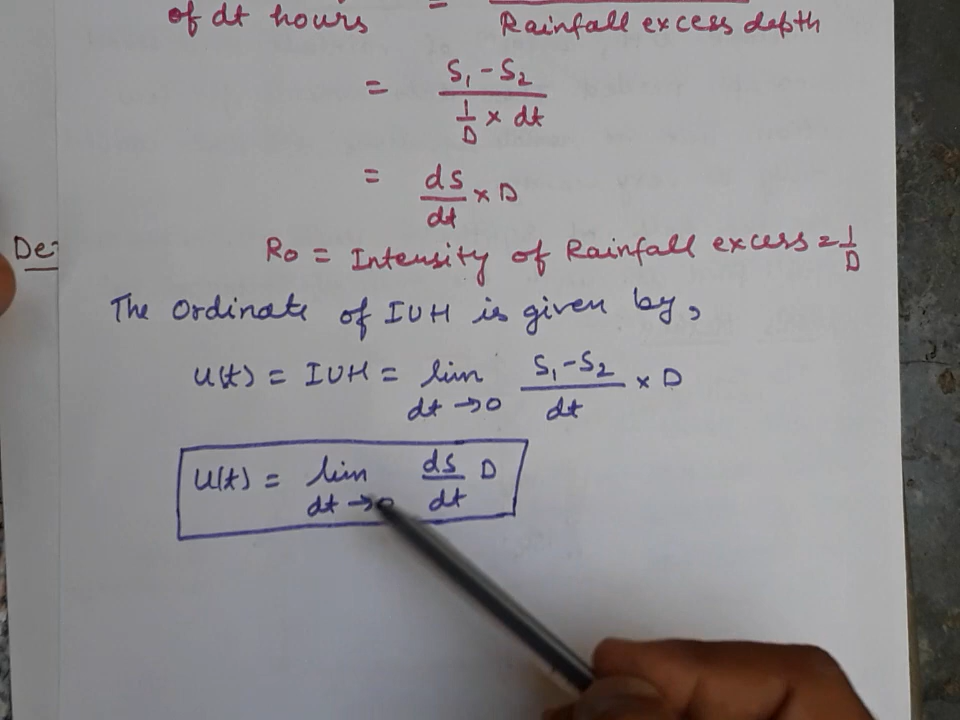 of dt hours = Rainfall excess depth
= S₁ - S₂ / (1/D × dt)
= dS/dt × D
De
Ro = Intensity of Rainfall excess = 1/D
The Ordinate of IUH is given by,
U(t) = IUH = lim dt → 0 S₁ - S₂ / dt × D
U(t) = lim dt → 0 dS/dt D